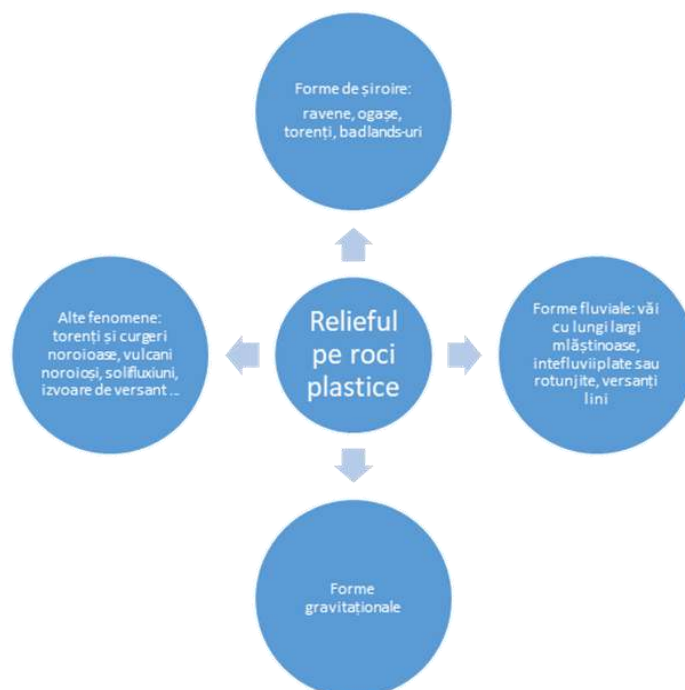 Forme de șiroire:
ravene, ogașe,
torenți, badlands-uri
Alte fenomene:
torenți și curgeri
noroioase, vulcani
noroioși, solifluxiuni,
izvoare de versant ...
Relieful
pe roci
plastice
Forme fluviale: văi
cu lungi largi
mlăștinoase,
intefluvii plate sau
rotunjite, versanți
lini
Forme
gravitaționale